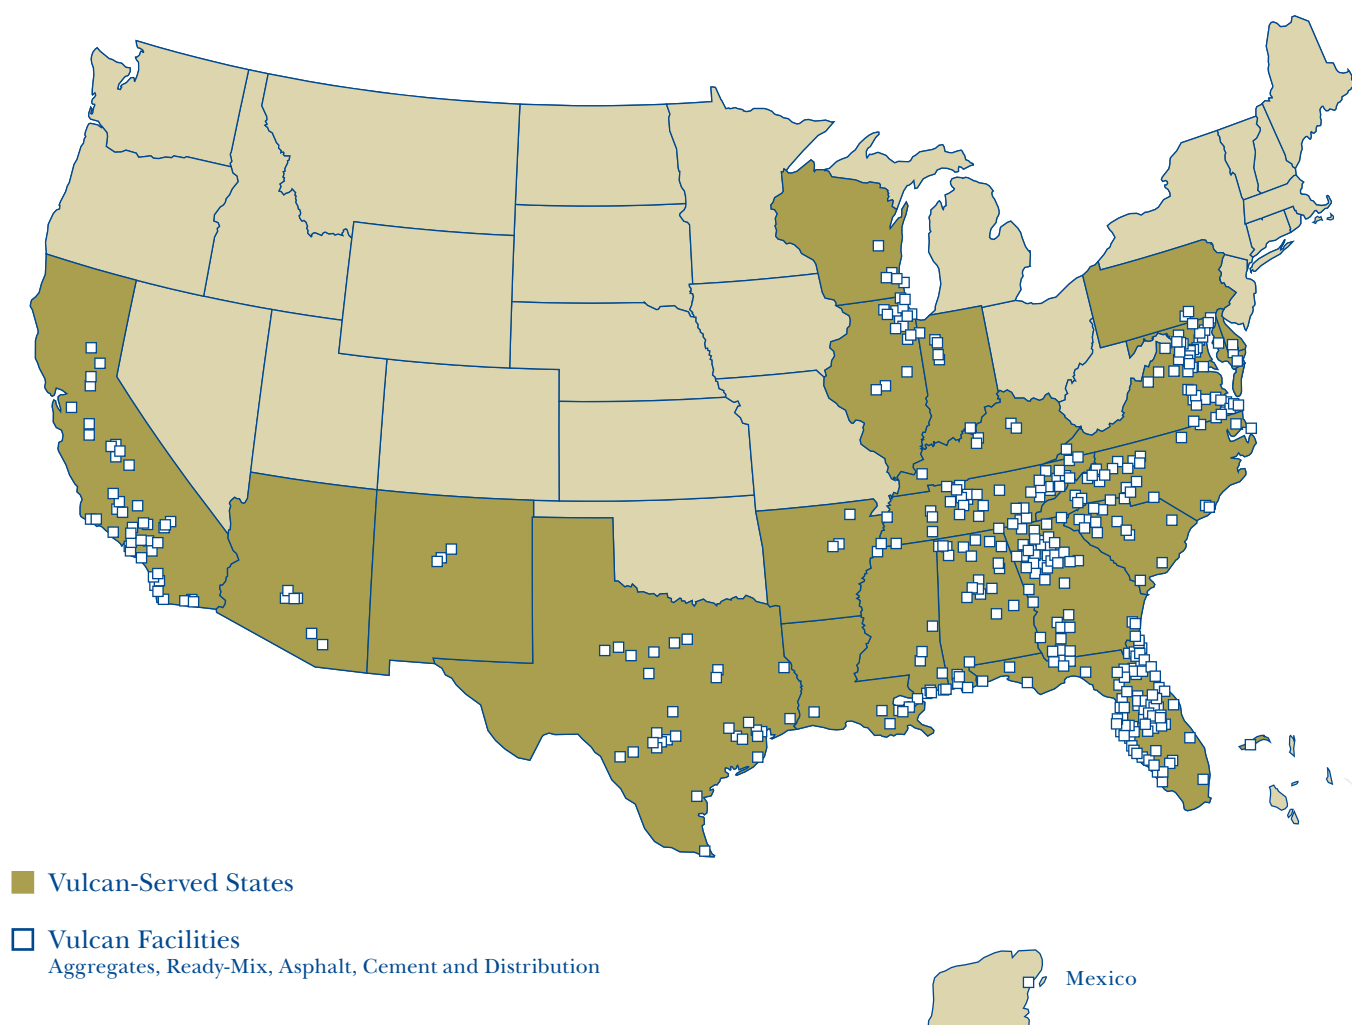 Vulcan-Served States
Vulcan Facilities
Aggregates, Ready-Mix, Asphalt, Cement and Distribution
Mexico